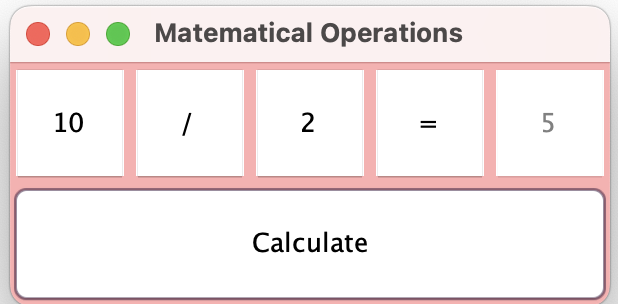 Matematical Operations
10 / 2 = 5
Calculate